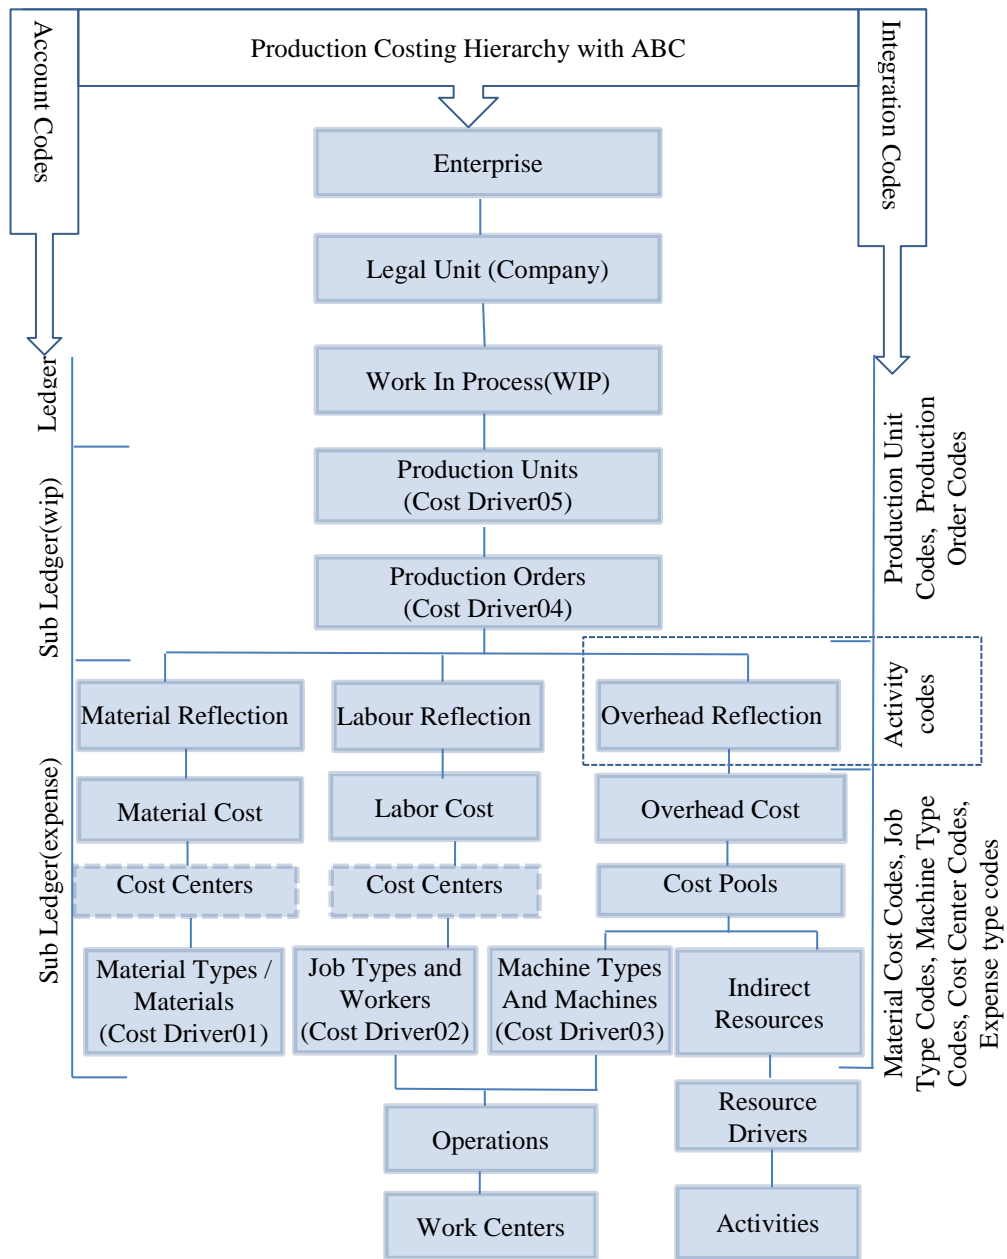 Production Costing Hierarchy with ABC
Account Codes
Integration Codes
Enterprise
Legal Unit (Company)
Work In Process(WIP)
Ledger
Production Units
(Cost Driver05)
Production Orders
(Cost Driver04)
Sub Ledger(wip)
Production Unit
Codes, Production
Order Codes
Material Reflection
Labour Reflection
Overhead Reflection
Activity
codes
Material Cost
Labor Cost
Overhead Cost
Cost Centers
Cost Centers
Cost Pools
Sub Ledger(expense)
Material Cost Codes, Job
Type Codes, Machine Type
Codes, Cost Center Codes,
Expense type codes
Material Types /
Materials
(Cost Driver01)
Job Types and
Workers
(Cost Driver02)
Machine Types
And Machines
(Cost Driver03)
Indirect
Resources
Operations
Resource
Drivers
Work Centers
Activities